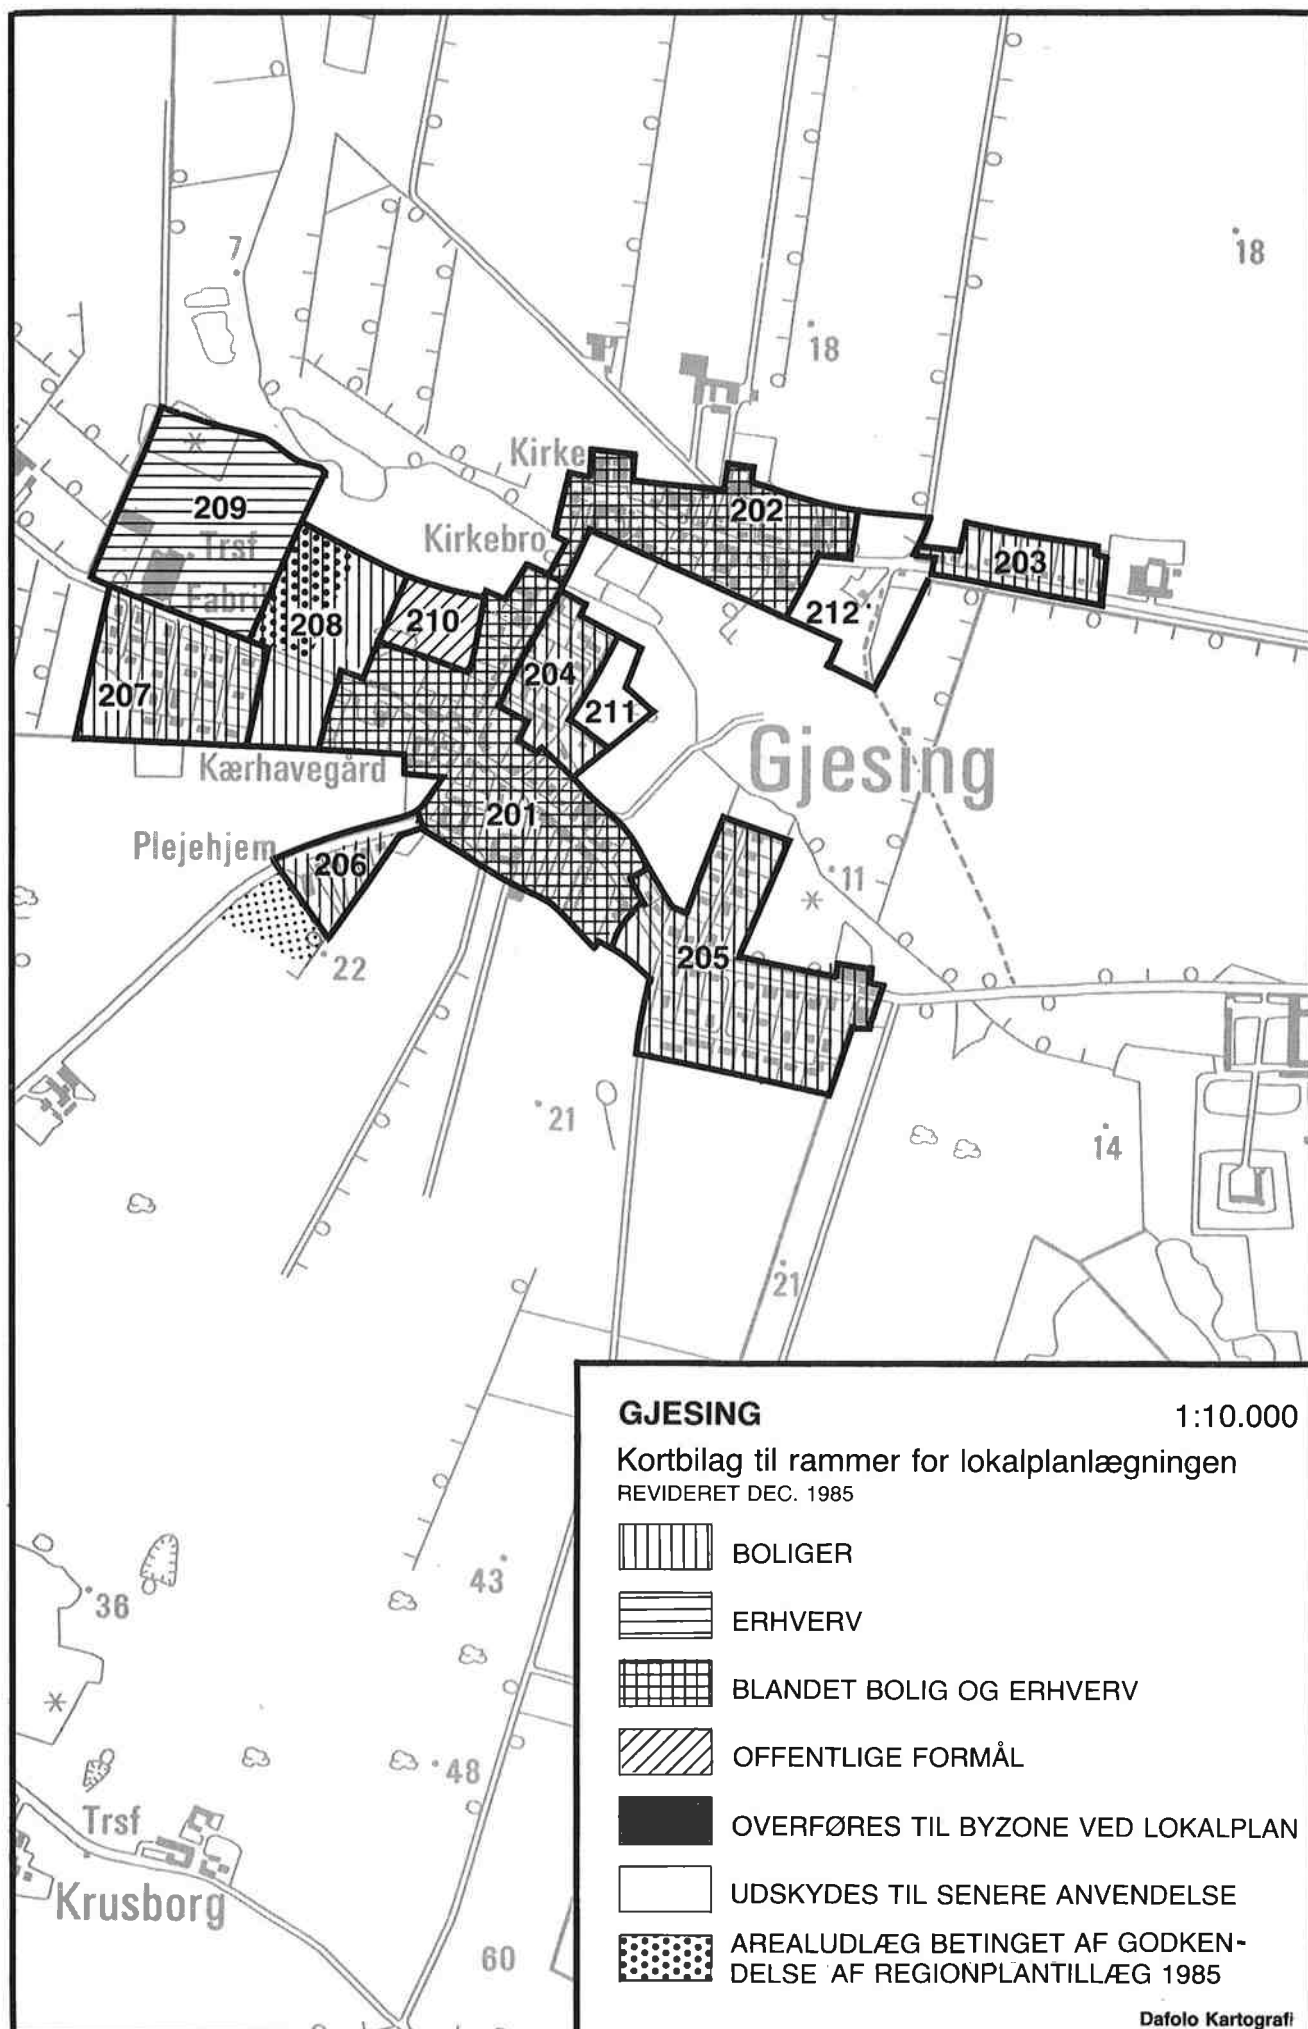 7
18
18
Kirke
202
209
Kirkebro
203
Trsf
Fabrik
208
210
212
204
207
211
Gjesing
Kærhavegård
201
Plejehjem
206
11
205
22
21
14
21
GJESING 1:10.000
Kortbilag til rammer for lokalplanlægningen
REVIDERET DEC. 1985
BOLIGER
ERHVERV
BLANDET BOLIG OG ERHVERV
OFFENTLIGE FORMÅL
OVERFØRES TIL BYZONE VED LOKALPLAN
UDSKYDES TIL SENERE ANVENDELSE
AREALUDLÆG BETINGET AF GODKEN-
DELSE AF REGIONPLANTILLÆG 1985
43
36
48
Trsf
Krusborg
60
Dafolo Kartografi